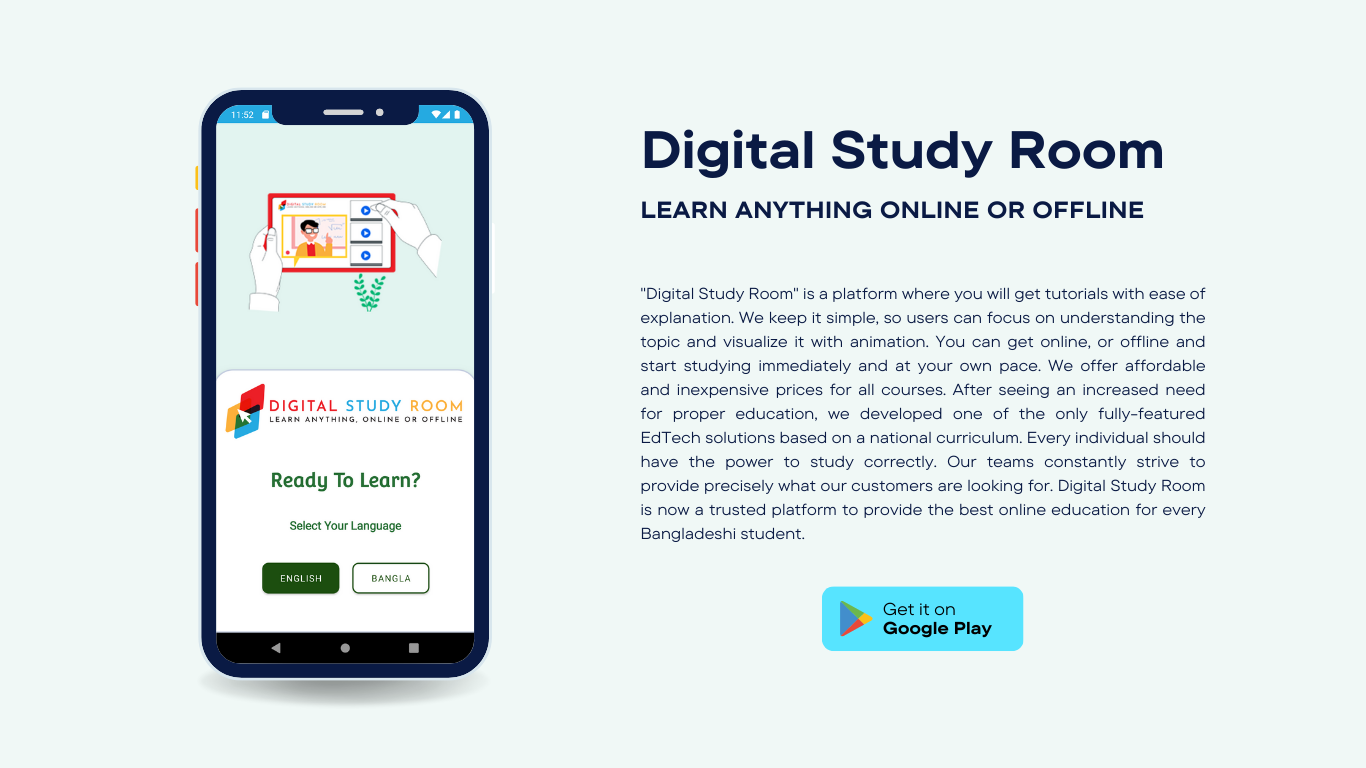 11:52
DIGITAL STUDY ROOM
DIGITAL STUDY ROOM
LEARN ANYTHING, ONLINE OR OFFLINE
Ready To Learn?
Select Your Language
ENGLISH
BANGLA
Digital Study Room
LEARN ANYTHING ONLINE OR OFFLINE
"Digital Study Room" is a platform where you will get tutorials with ease of
explanation. We keep it simple, so users can focus on understanding the
topic and visualize it with animation. You can get online, or offline and
start studying immediately and at your own pace. We offer affordable
and inexpensive prices for all courses. After seeing an increased need
for proper education, we developed one of the only fully-featured
EdTech solutions based on a national curriculum. Every individual should
have the power to study correctly. Our teams constantly strive to
provide precisely what our customers are looking for. Digital Study Room
is now a trusted platform to provide the best online education for every
Bangladeshi student.
Get it on
Google Play